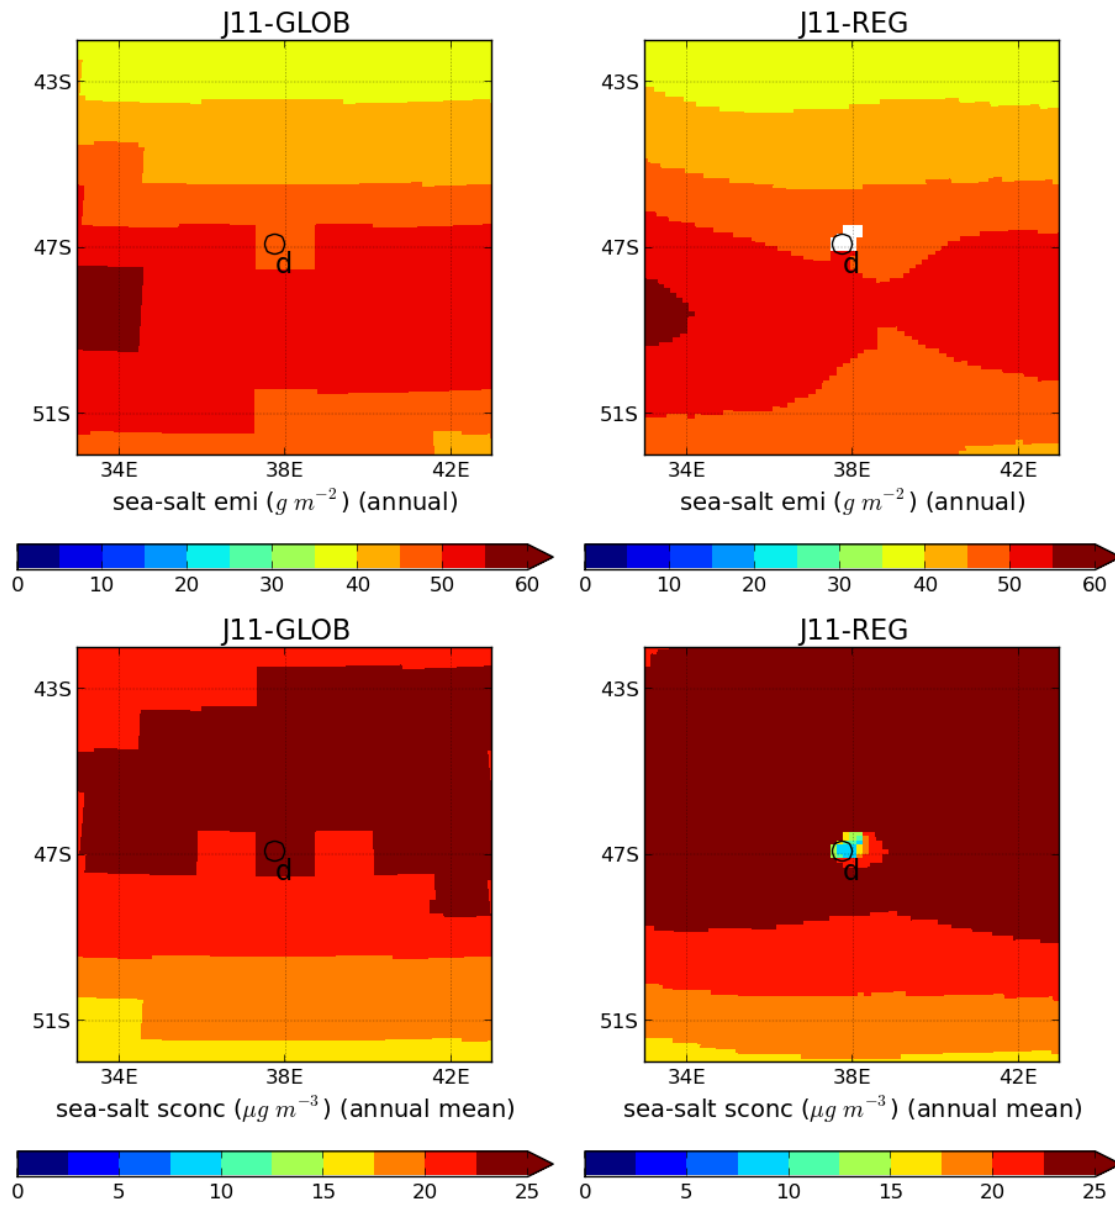 J11-GLOB
J11-REG
43S
47S
51S
d
34E
38E
42E
sea-salt emi (g m⁻²) (annual)
0 10 20 30 40 50 60
43S
47S
51S
d
34E
38E
42E
sea-salt emi (g m⁻²) (annual)
0 10 20 30 40 50 60
J11-GLOB
J11-REG
43S
47S
51S
d
34E
38E
42E
sea-salt sconc (μg m⁻³) (annual mean)
0 5 10 15 20 25
43S
47S
51S
d
34E
38E
42E
sea-salt sconc (μg m⁻³) (annual mean)
0 5 10 15 20 25